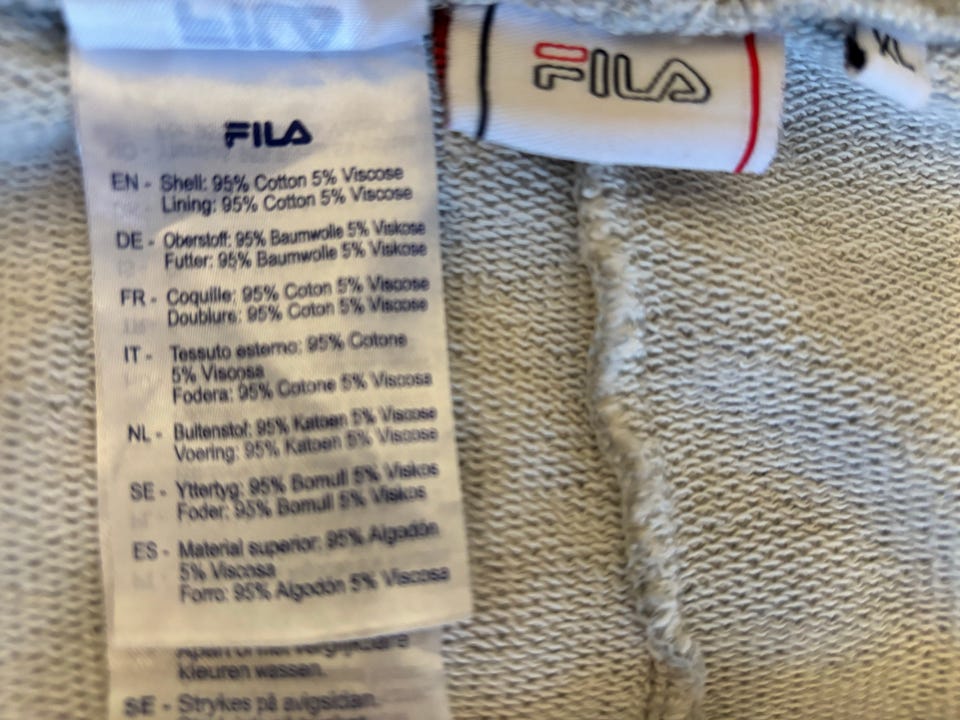 FILA
FILA
XL
FILA
EN - Shell: 95% Cotton 5% Viscose
Lining: 95% Cotton 5% Viscose
DE - Oberstoff: 95% Baumwolle 5% Viskose
Futter: 95% Baumwolle 5% Viskose
FR - Coquille: 95% Coton 5% Viscose
Doublure: 95% Coton 5% Viscose
IT - Tessuto esterno: 95% Cotone
5% Viscosa
Fodera: 95% Cotone 5% Viscosa
NL - Buitenstof: 95% Katoen 5% Viscose
Voering: 95% Katoen 5% Viscose
SE - Yttertyg: 95% Bomull 5% Viskos
Foder: 95% Bomull 5% Viskos
ES - Material superior: 95% Algodón
5% Viscosa
Forro: 95% Algodón 5% Viscosa
Apart of met vergelijkbare
Kleuren wassen.
SE - Strykes på avigsidan.